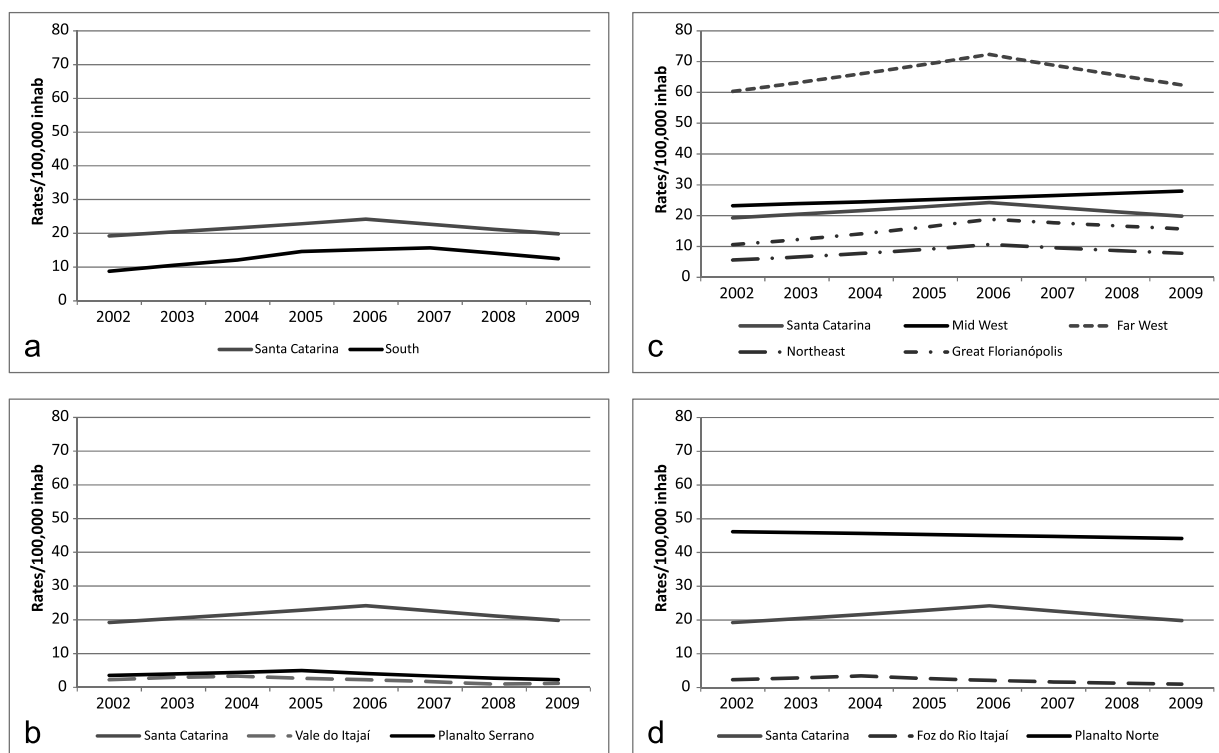 80
70
60
50
40
30
20
10
0
Rates/100,000 inhab
2002 2003 2004 2005 2006 2007 2008 2009
Santa Catarina South
a
80
70
60
50
40
30
20
10
0
Rates/100,000 inhab
2002 2003 2004 2005 2006 2007 2008 2009
Santa Catarina Mid West Far West
Northeast Great Florianópolis
c
80
70
60
50
40
30
20
10
0
Rates/100,000 inhab
2002 2003 2004 2005 2006 2007 2008 2009
Santa Catarina Vale do Itajaí Planalto Serrano
b
80
70
60
50
40
30
20
10
0
Rates/100,000 inhab
2002 2003 2004 2005 2006 2007 2008 2009
Santa Catarina Foz do Rio Itajaí Planalto Norte
d